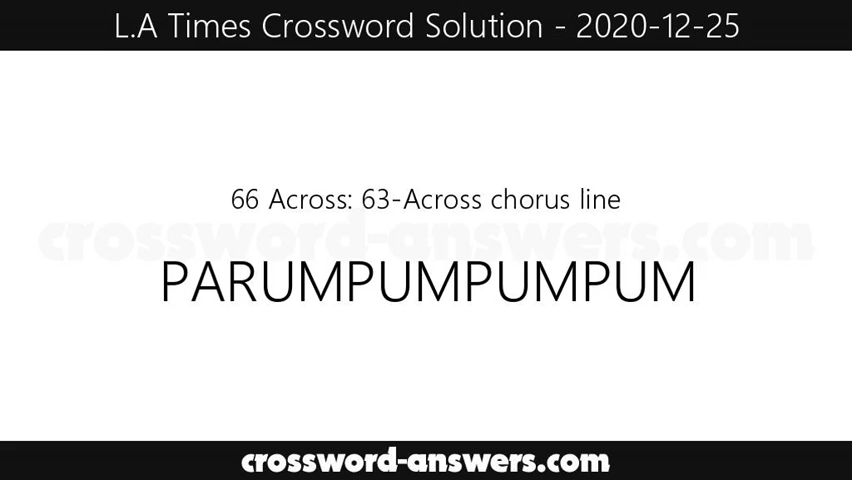 L.A Times Crossword Solution - 2020-12-25
66 Across: 63-Across chorus line
crossword-answers.com
PARUMPUMPUMPUM
crossword-answers.com